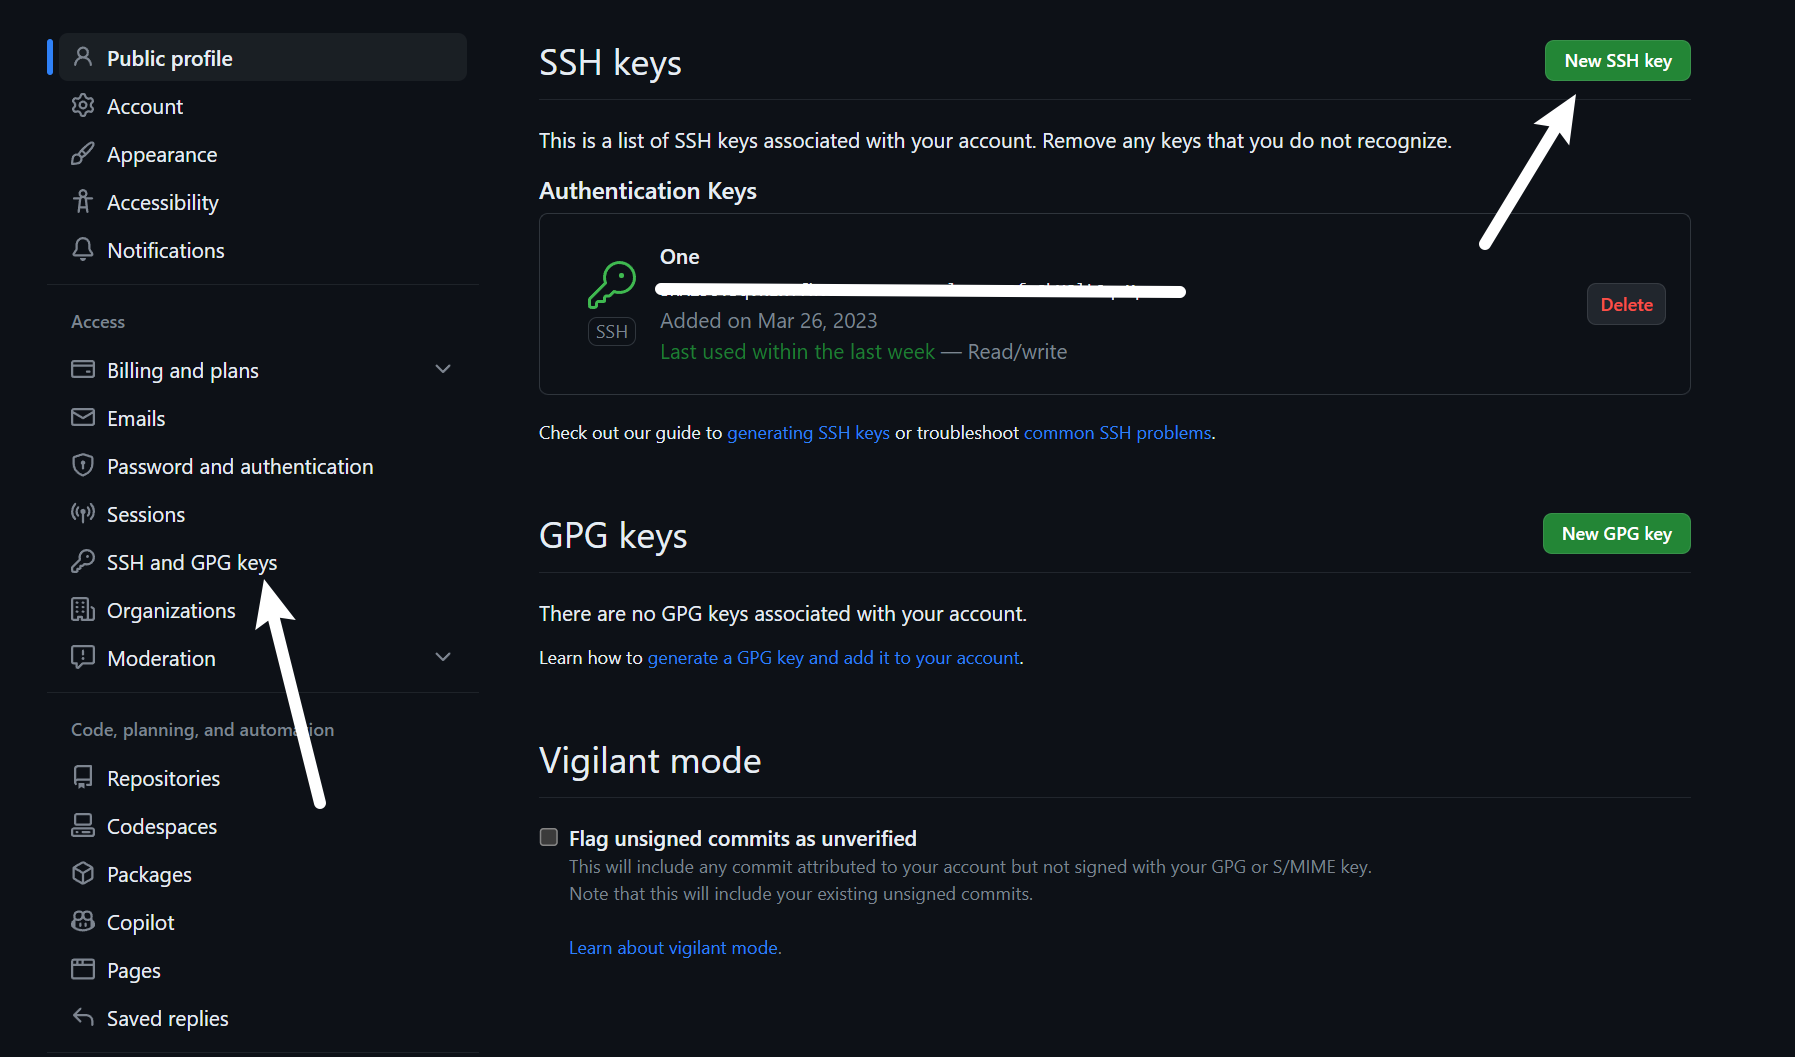 Public profile
Account
Appearance
Accessibility
Notifications
Access
Billing and plans
Emails
Password and authentication
Sessions
SSH and GPG keys
Organizations
Moderation
Code, planning, and automation
Repositories
Codespaces
Packages
Copilot
Pages
Saved replies
SSH keys
New SSH key
This is a list of SSH keys associated with your account. Remove any keys that you do not recognize.
Authentication Keys
One
SSH
Added on Mar 26, 2023
Last used within the last week — Read/write
Delete
Check out our guide to generating SSH keys or troubleshoot common SSH problems.
GPG keys
New GPG key
There are no GPG keys associated with your account.
Learn how to generate a GPG key and add it to your account.
Vigilant mode
Flag unsigned commits as unverified
This will include any commit attributed to your account but not signed with your GPG or S/MIME key.
Note that this will include your existing unsigned commits.
Learn about vigilant mode.